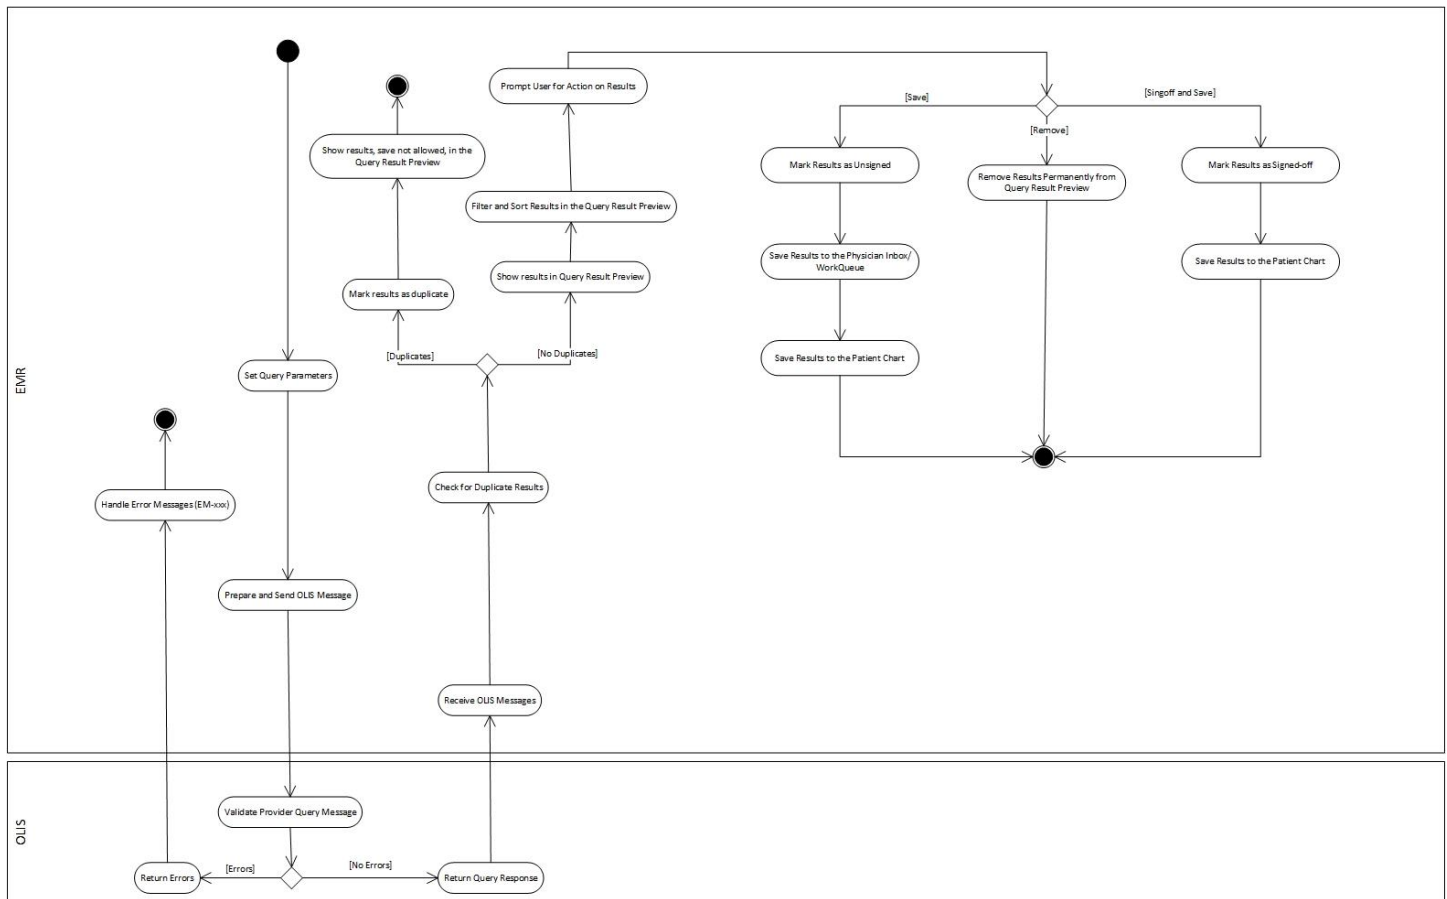 EMR
Prompt User for Action on Results
[Save]
[Singoff and Save]
[Remove]
Show results, save not allowed, in the
Query Result Preview
Mark Results as Unsigned
Remove Results Permanently from
Query Result Preview
Mark Results as Signed-off
Filter and Sort Results in the Query Result Preview
Save Results to the Physician Inbox/
WorkQueue
Save Results to the Patient Chart
Show results in Query Result Preview
Mark results as duplicate
[Duplicates]
[No Duplicates]
Save Results to the Patient Chart
Set Query Parameters
Check for Duplicate Results
Handle Error Messages (EM-xxx)
Prepare and Send OLIS Message
Receive OLIS Messages
OLIS
Validate Provider Query Message
[Errors]
[No Errors]
Return Errors
Return Query Response